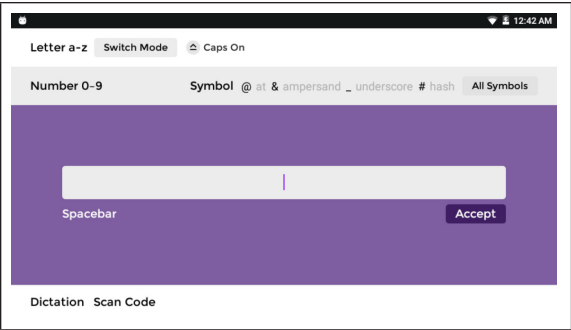 12:42 AM
Letter a-z Switch Mode Caps On
Number 0-9 Symbol @ at & ampersand _ underscore # hash All Symbols
Spacebar Accept
Dictation Scan Code